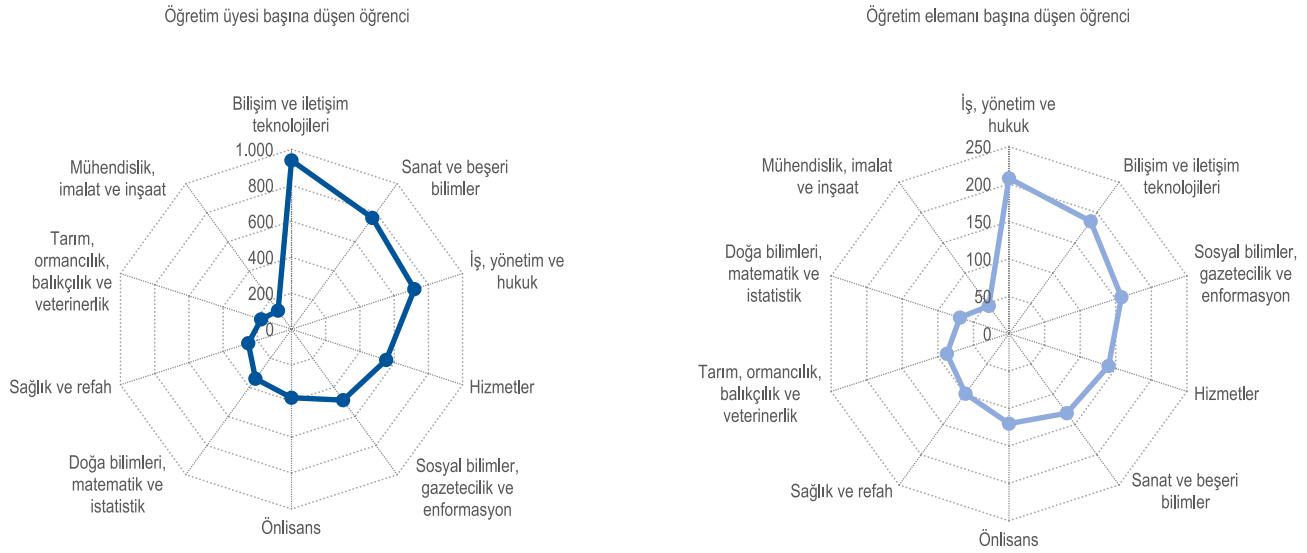 Öğretim üyesi başına düşen öğrenci
Bilişim ve iletişim
teknolojileri
Sanat ve beşeri
bilimler
İş, yönetim ve
hukuk
Hizmetler
Sosyal bilimler,
gazetecilik ve
enformasyon
Önlisans
Doğa bilimleri,
matematik ve
istatistik
Sağlık ve refah
Tarım,
ormancılık,
balıkçılık ve
veterinerlik
Mühendislik,
imalat ve inşaat
1.000
800
600
400
200
0
Öğretim elemanı başına düşen öğrenci
İş, yönetim ve
hukuk
Bilişim ve iletişim
teknolojileri
Sosyal bilimler,
gazetecilik ve
enformasyon
Hizmetler
Sanat ve beşeri
bilimler
Önlisans
Sağlık ve refah
Tarım, ormancılık,
balıkçılık ve
veterinerlik
Doğa bilimleri,
matematik ve
istatistik
Mühendislik, imalat
ve inşaat
250
200
150
100
50
0